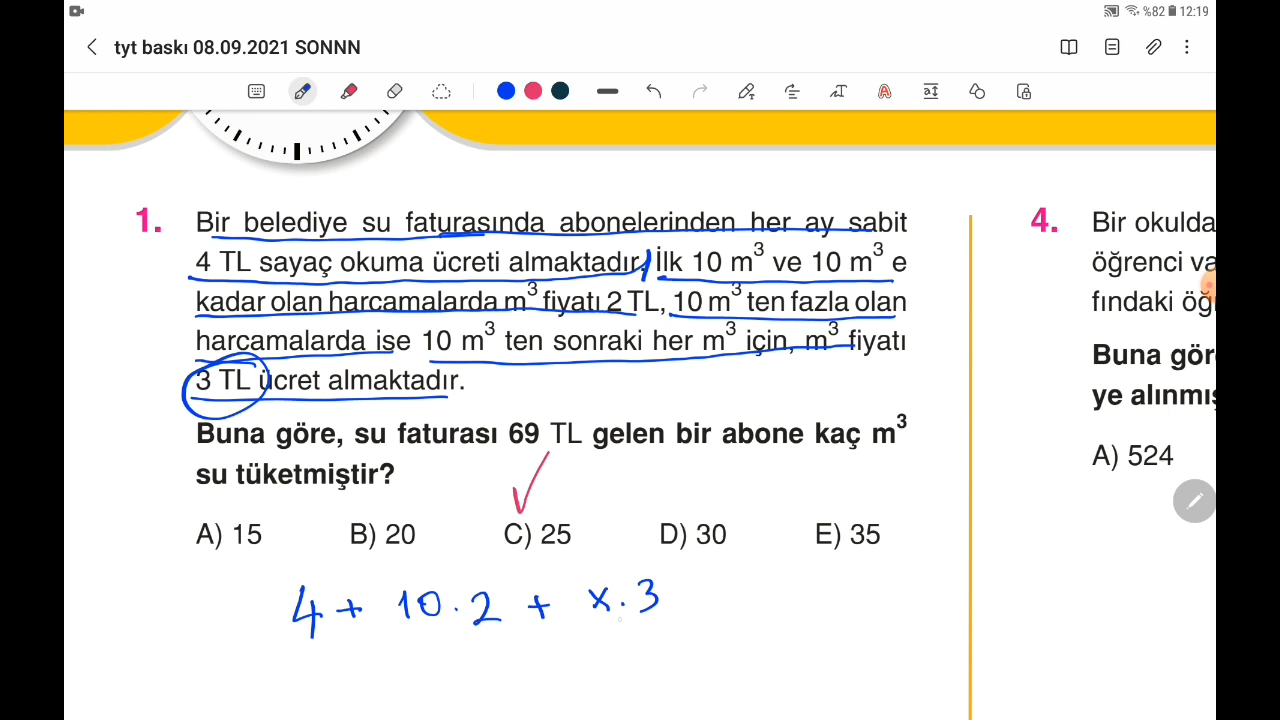 %82 12:19
tyt baskı 08.09.2021 SONNN
1. Bir belediye su faturasında abonelerinden her ay sabit
4 TL sayaç okuma ücreti almaktadır. İlk 10 m³ ve 10 m³ e
kadar olan harcamalarda m³ fiyatı 2 TL, 10 m³ ten fazla olan
harcamalarda ise 10 m³ ten sonraki her m³ için, m³ fiyatı
3 TL ücret almaktadır.
Buna göre, su faturası 69 TL gelen bir abone kaç m³
su tüketmiştir?
A) 15 B) 20 C) 25 D) 30 E) 35
4 + 10.2 + x.3
4. Bir okulda
öğrenci va
fındaki öğ
Buna gör
ye alınmış
A) 524